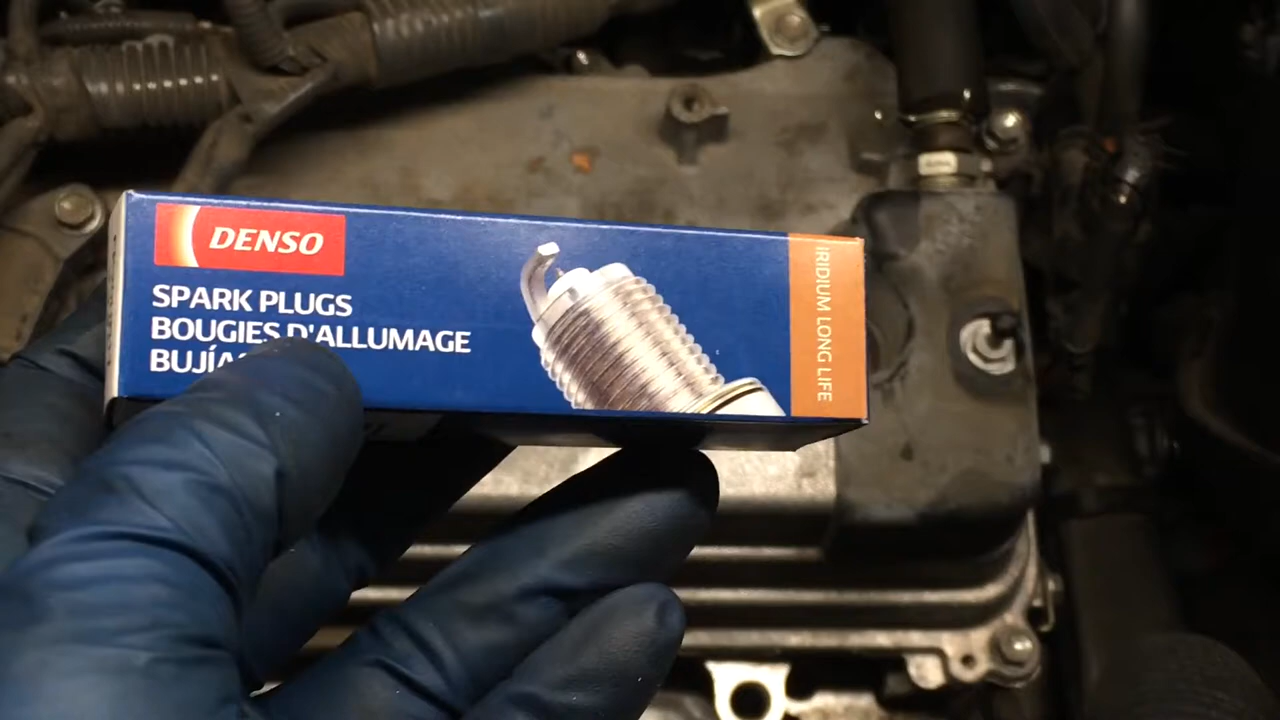 DENSO
SPARK PLUGS
BOUGIES D'ALLUMAGE
IRIDIUM LONG LIFE